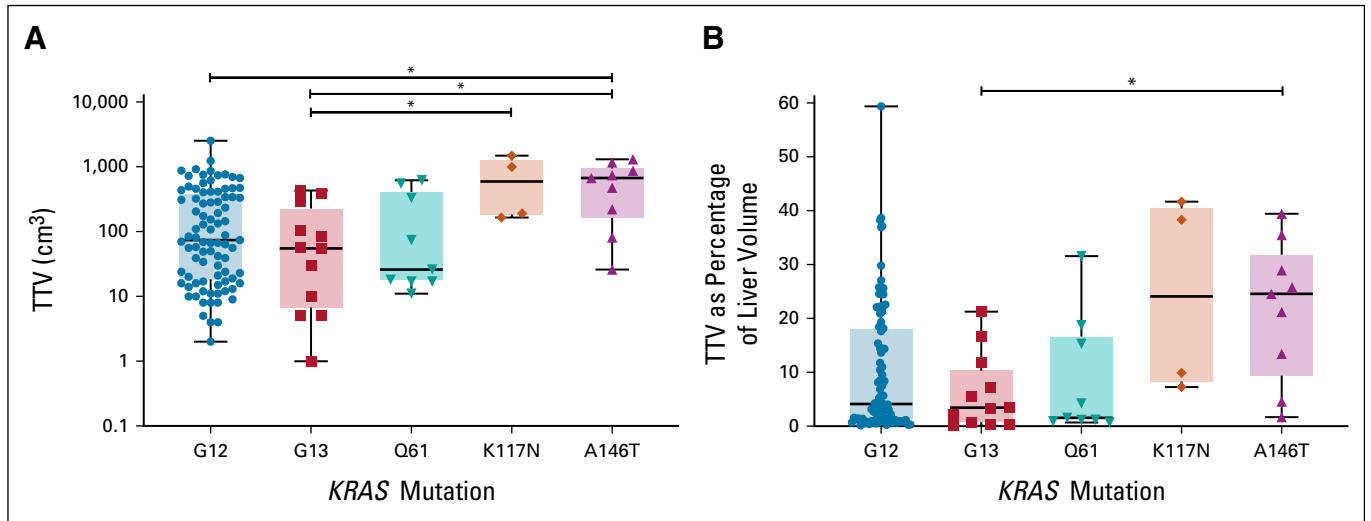 A
B
*
*
*
*
TTV (cm³)
10,000
1,000
100
10
1
0.1
G12
G13
Q61
K117N
A146T
KRAS Mutation
TTV as Percentage
of Liver Volume
60
50
40
30
20
10
0
G12
G13
Q61
K117N
A146T
KRAS Mutation